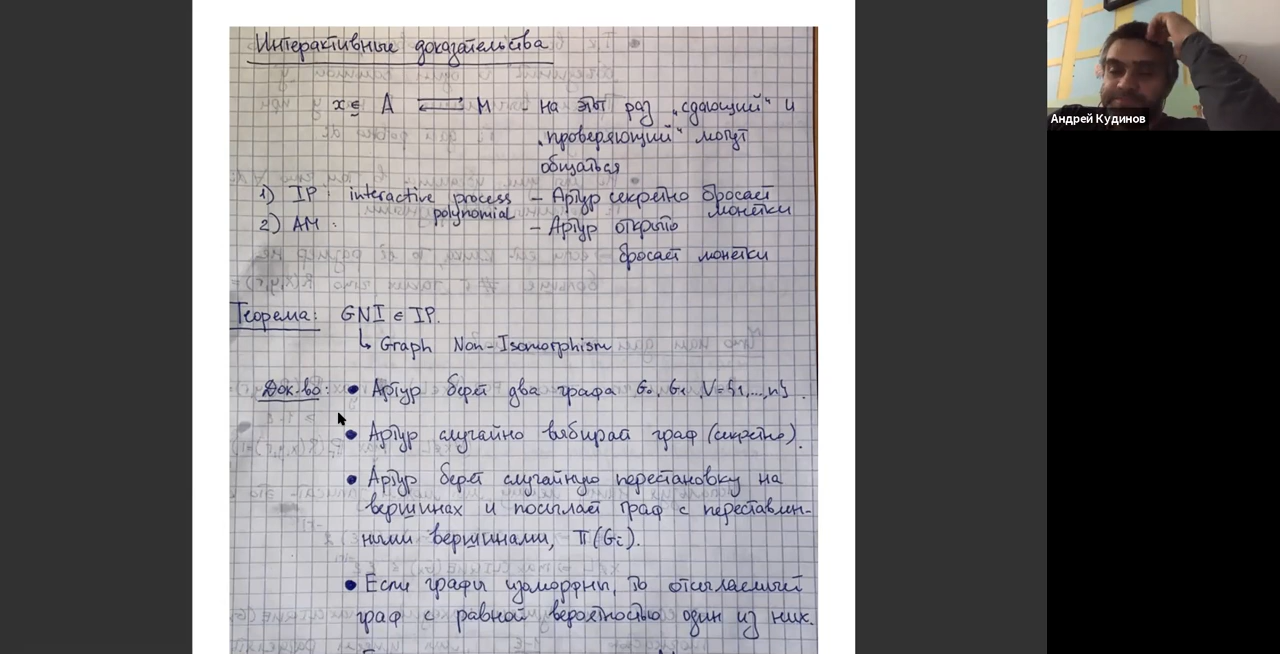 Интерактивные доказательства
x ∈ A ⇄ M - на этот раз „сдающий“ и
„проверяющий“ могут
общаться
1) IP: interactive process - Артур секретно бросает
polynomial монетки
2) AM: - Артур открыто
бросает монетки
Теорема: GNI ∈ IP.
↳ Graph Non-Isomorphism
Док-во: • Артур берет два графа G₀, G₁, V={1,...,n}.
• Артур случайно вибирай граф (секретно).
• Артур берет случайную перестановку на
вершинах и посылает граф с переставлен-
ными вершинами, π(Gᵢ).
• Если графы изоморфны, то отсылаемый
граф с равной вероятностью один из них.
Андрей Кудинов